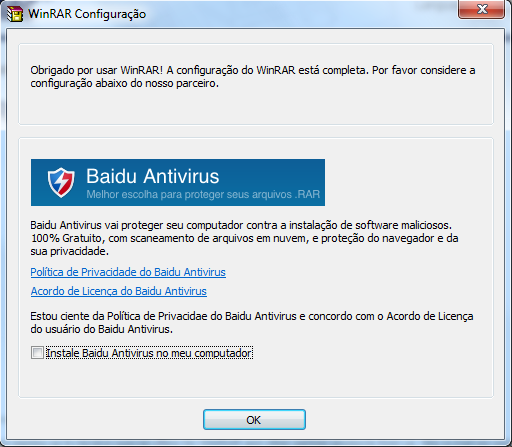 WinRAR Configuração
Obrigado por usar WinRAR! A configuração do WinRAR está completa. Por favor considere a
configuração abaixo do nosso parceiro.
Baidu Antivirus
Melhor escolha para proteger seus arquivos .RAR
Baidu Antivirus vai proteger seu computador contra a instalação de software maliciosos.
100% Gratuito, com scaneamento de arquivos em nuvem, e proteção do navegador e da
sua privacidade.
Política de Privacidade do Baidu Antivirus
Acordo de Licença do Baidu Antivirus
Estou ciente da Política de Privacidae do Baidu Antivirus e concordo com o Acordo de Licença
do usuário do Baidu Antivirus.
Instale Baidu Antivirus no meu computador
OK